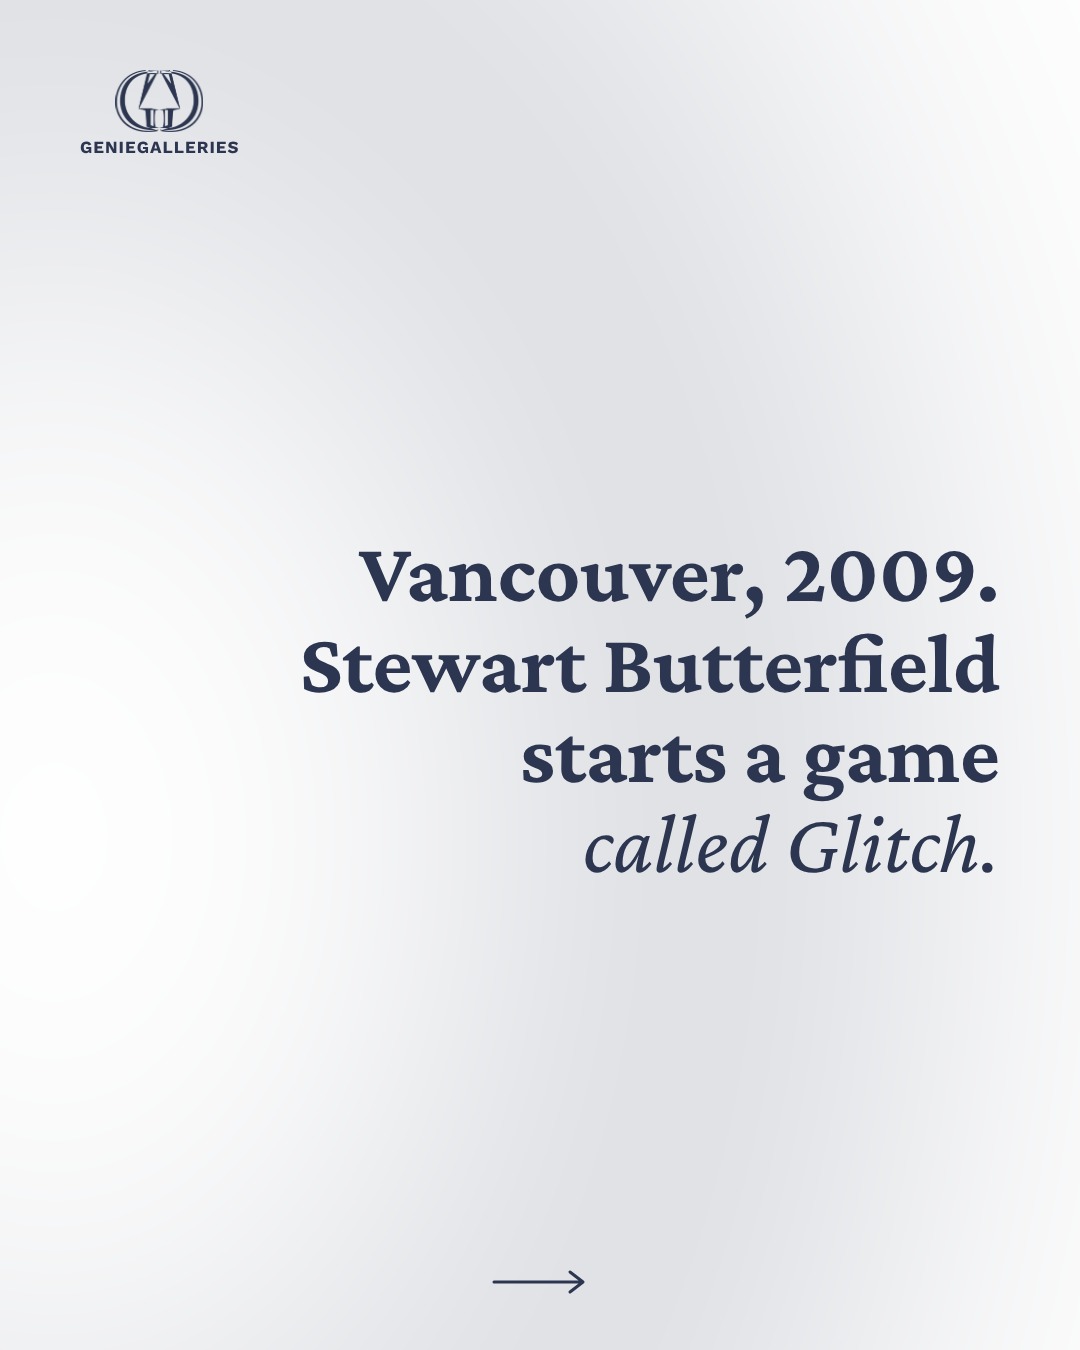 GENIEGALLERIES
Vancouver, 2009.
Stewart Butterfield
starts a game
called Glitch.